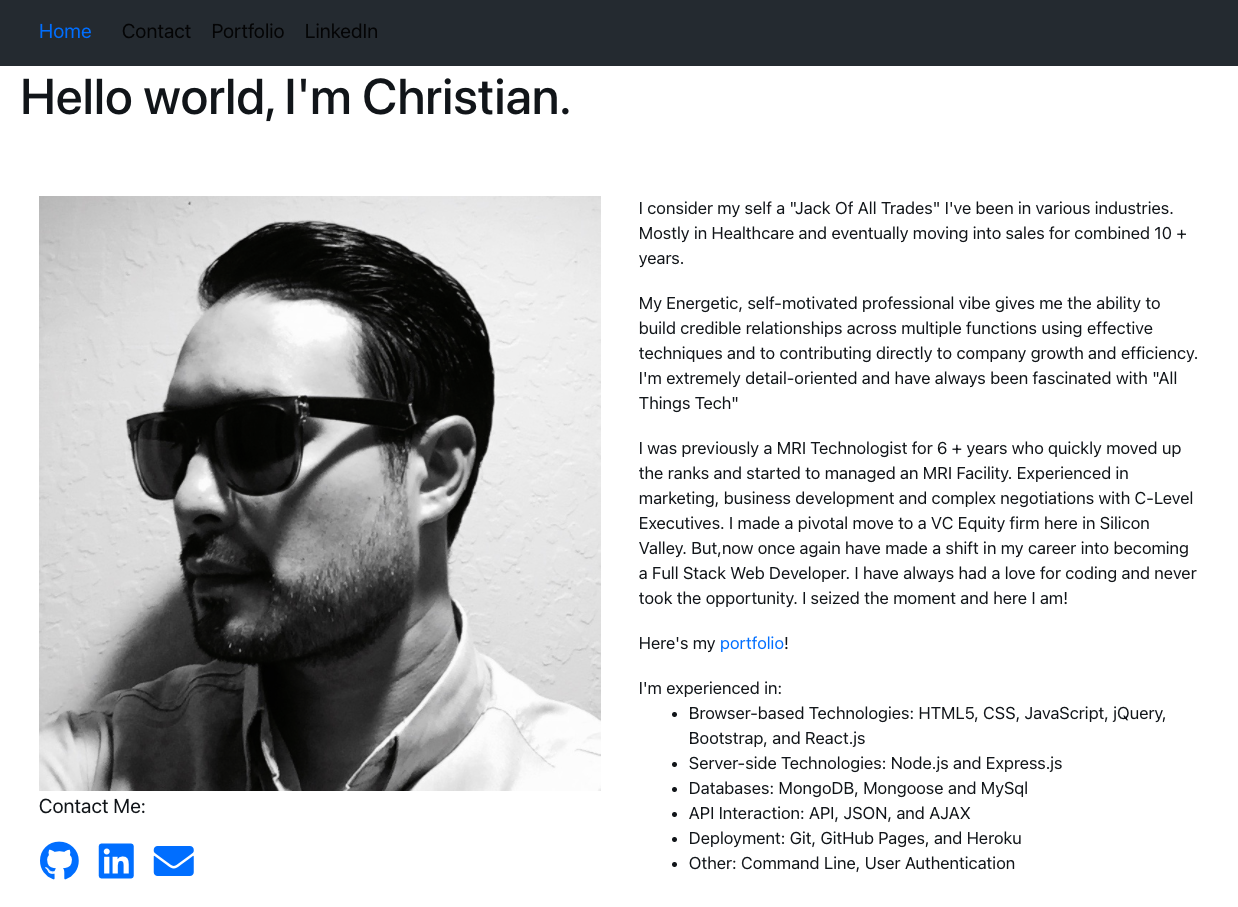 Home Contact Portfolio LinkedIn
Hello world, I'm Christian.
I consider my self a "Jack Of All Trades" I've been in various industries.
Mostly in Healthcare and eventually moving into sales for combined 10 +
years.
My Energetic, self-motivated professional vibe gives me the ability to
build credible relationships across multiple functions using effective
techniques and to contributing directly to company growth and efficiency.
I'm extremely detail-oriented and have always been fascinated with "All
Things Tech"
I was previously a MRI Technologist for 6 + years who quickly moved up
the ranks and started to managed an MRI Facility. Experienced in
marketing, business development and complex negotiations with C-Level
Executives. I made a pivotal move to a VC Equity firm here in Silicon
Valley. But,now once again have made a shift in my career into becoming
a Full Stack Web Developer. I have always had a love for coding and never
took the opportunity. I seized the moment and here I am!
Here's my portfolio!
I'm experienced in:
• Browser-based Technologies: HTML5, CSS, JavaScript, jQuery,
Bootstrap, and React.js
• Server-side Technologies: Node.js and Express.js
• Databases: MongoDB, Mongoose and MySql
• API Interaction: API, JSON, and AJAX
• Deployment: Git, GitHub Pages, and Heroku
• Other: Command Line, User Authentication
Contact Me:
in